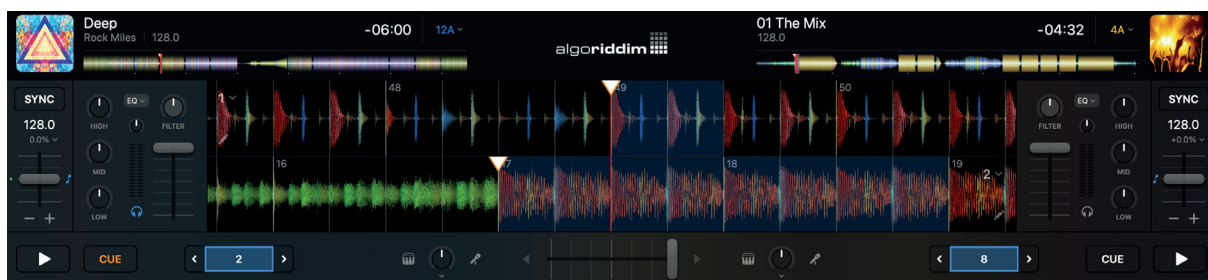 Deep
Rock Miles 128.0
-06:00
12A
algoriddim
01 The Mix
128.0
-04:32
4A
SYNC
128.0
0.0%
HIGH
EQ
FILTER
MID
LOW
1
48
49
50
16
17
18
19
2
FILTER
EQ
HIGH
MID
LOW
SYNC
128.0
+0.0%
− +
− +
CUE
< 2 >
< 8 >
CUE